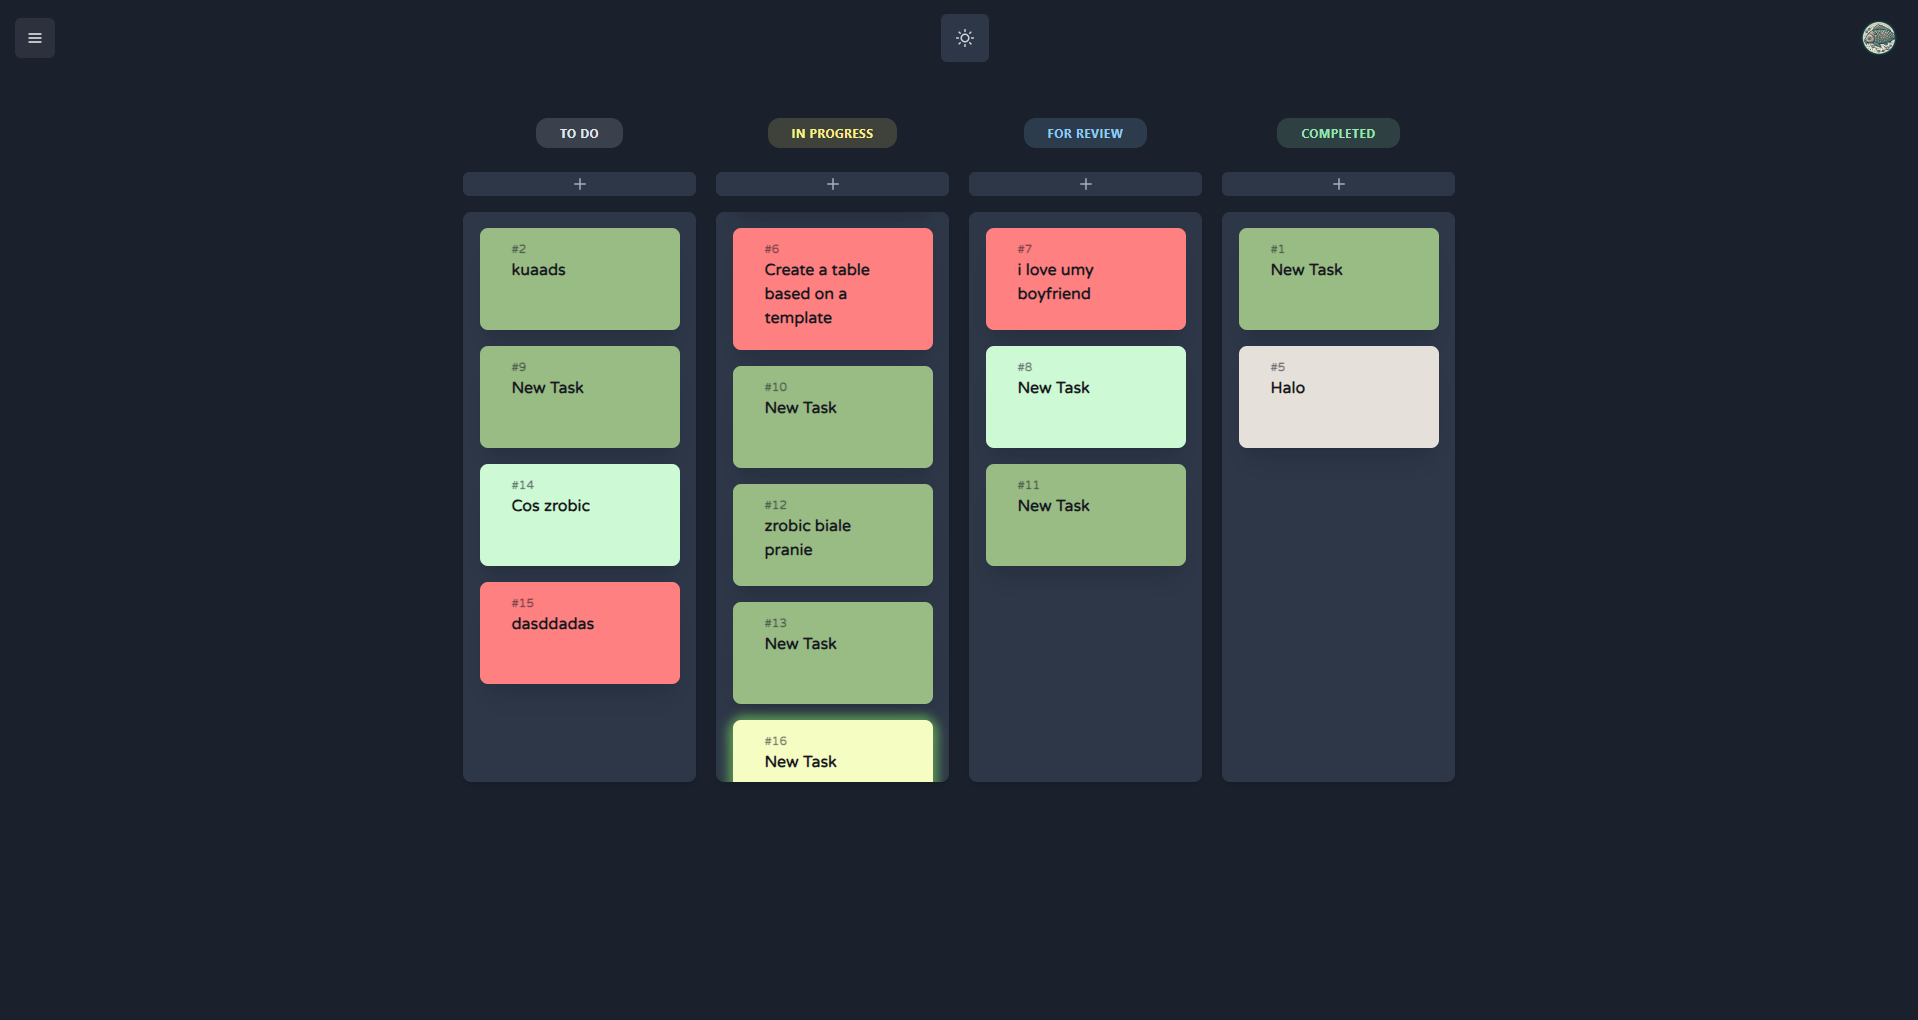 TO DO
IN PROGRESS
FOR REVIEW
COMPLETED
#2
kuaads
#9
New Task
#14
Cos zrobic
#15
dasddadas
#6
Create a table
based on a
template
#10
New Task
#12
zrobic biale
pranie
#13
New Task
#16
New Task
#7
i love umy
boyfriend
#8
New Task
#11
New Task
#1
New Task
#5
Halo